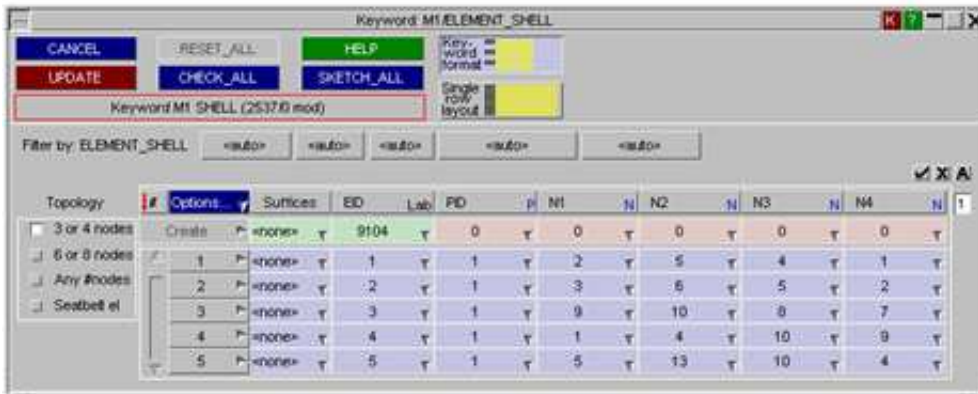 Keyword: M1/ELEMENT_SHELL
K ?
CANCEL RESET_ALL HELP Key-word format
UPDATE CHECK_ALL SKETCH_ALL
Keyword M1 SHELL (2537/0 mod) Single row layout
Filter by: ELEMENT_SHELL <auto> <auto> <auto> <auto> <auto>
X A
Topology # Options... Suffices EID Lab PID P N1 N N2 N N3 N N4 N 1
3 or 4 nodes Create <none> 9104 0 0 0 0 0
6 or 8 nodes 1 <none> 1 1 2 5 4 1
Any #nodes 2 <none> 2 1 3 6 5 2
Seatbelt el 3 <none> 3 1 9 10 8 7
4 <none> 4 1 1 4 10 9
5 <none> 5 1 5 13 10 4